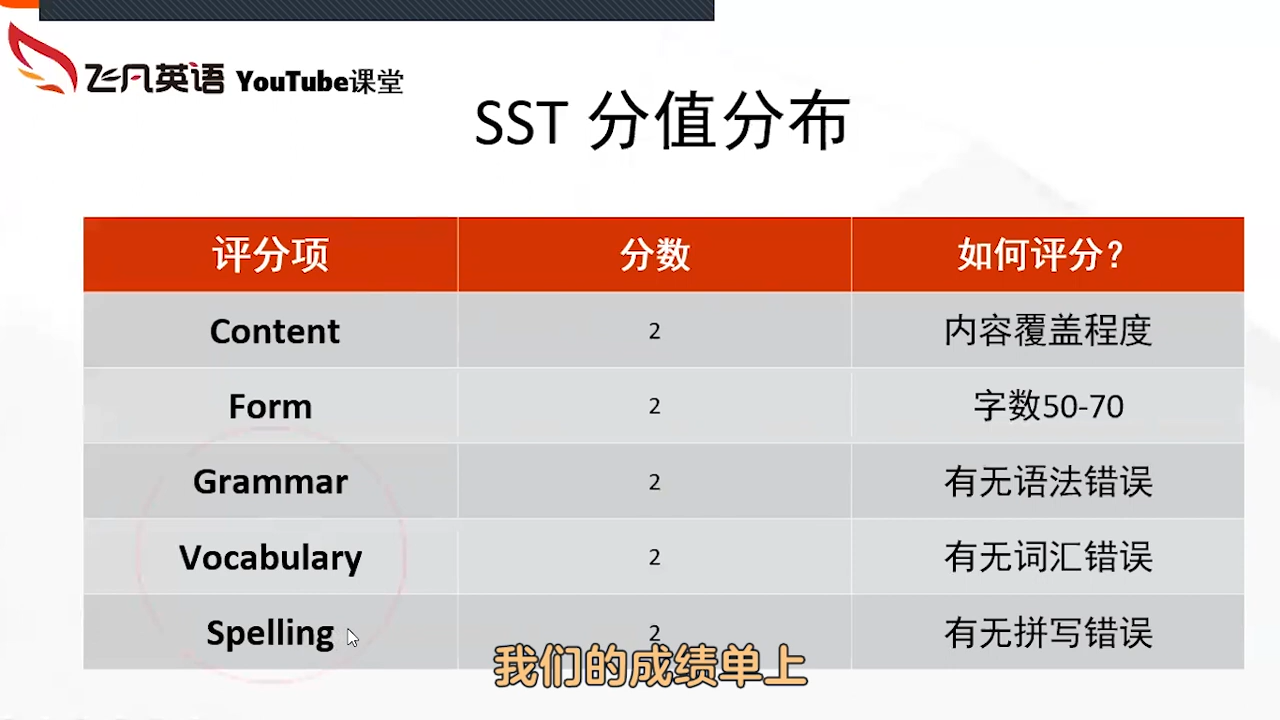 飞凡英语 YouTube课堂
SST 分值分布
评分项 分数 如何评分?
Content 2 内容覆盖程度
Form 2 字数50-70
Grammar 2 有无语法错误
Vocabulary 2 有无词汇错误
Spelling 2 有无拼写错误
我们的成绩单上